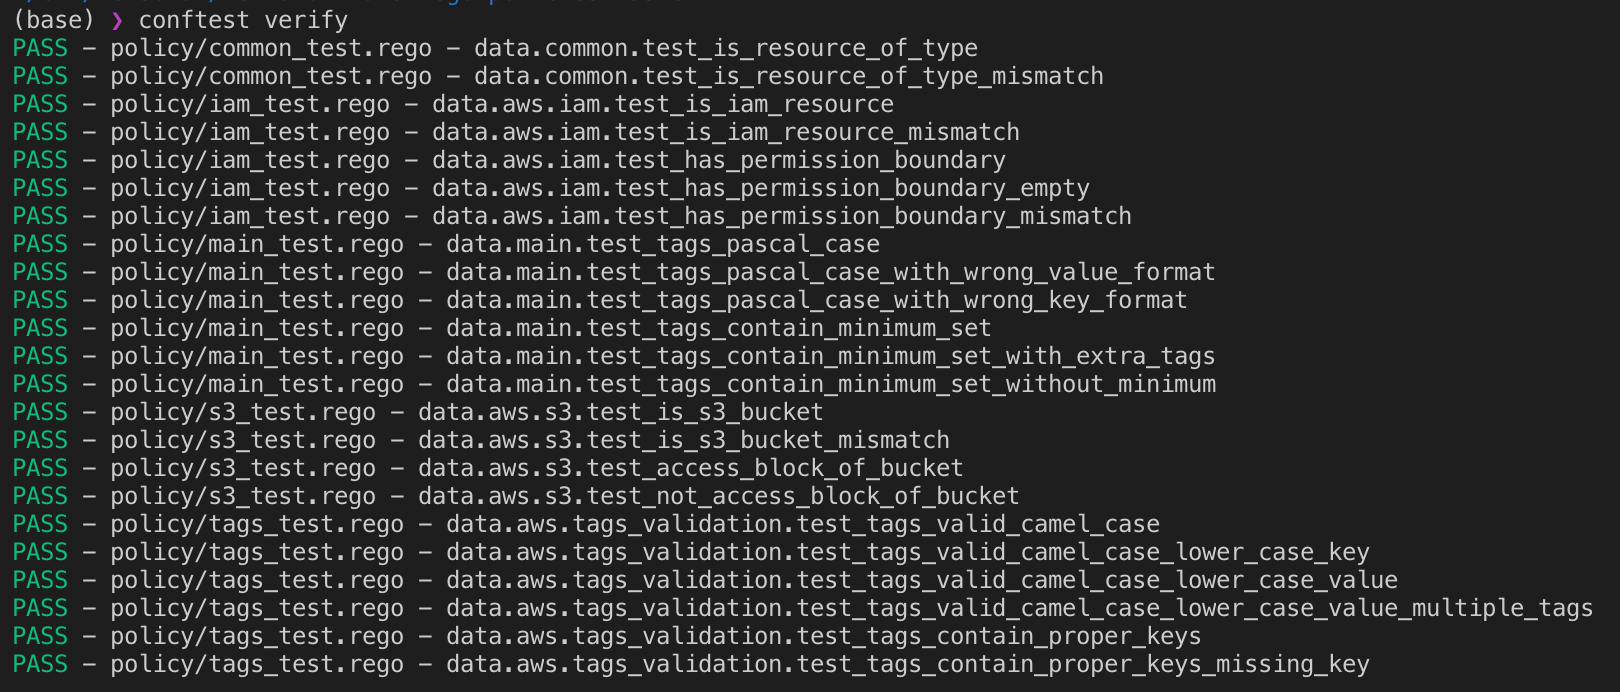 (base) ❯ conftest verify
PASS - policy/common_test.rego - data.common.test_is_resource_of_type
PASS - policy/common_test.rego - data.common.test_is_resource_of_type_mismatch
PASS - policy/iam_test.rego - data.aws.iam.test_is_iam_resource
PASS - policy/iam_test.rego - data.aws.iam.test_is_iam_resource_mismatch
PASS - policy/iam_test.rego - data.aws.iam.test_has_permission_boundary
PASS - policy/iam_test.rego - data.aws.iam.test_has_permission_boundary_empty
PASS - policy/iam_test.rego - data.aws.iam.test_has_permission_boundary_mismatch
PASS - policy/main_test.rego - data.main.test_tags_pascal_case
PASS - policy/main_test.rego - data.main.test_tags_pascal_case_with_wrong_value_format
PASS - policy/main_test.rego - data.main.test_tags_pascal_case_with_wrong_key_format
PASS - policy/main_test.rego - data.main.test_tags_contain_minimum_set
PASS - policy/main_test.rego - data.main.test_tags_contain_minimum_set_with_extra_tags
PASS - policy/main_test.rego - data.main.test_tags_contain_minimum_set_without_minimum
PASS - policy/s3_test.rego - data.aws.s3.test_is_s3_bucket
PASS - policy/s3_test.rego - data.aws.s3.test_is_s3_bucket_mismatch
PASS - policy/s3_test.rego - data.aws.s3.test_access_block_of_bucket
PASS - policy/s3_test.rego - data.aws.s3.test_not_access_block_of_bucket
PASS - policy/tags_test.rego - data.aws.tags_validation.test_tags_valid_camel_case
PASS - policy/tags_test.rego - data.aws.tags_validation.test_tags_valid_camel_case_lower_case_key
PASS - policy/tags_test.rego - data.aws.tags_validation.test_tags_valid_camel_case_lower_case_value
PASS - policy/tags_test.rego - data.aws.tags_validation.test_tags_valid_camel_case_lower_case_value_multiple_tags
PASS - policy/tags_test.rego - data.aws.tags_validation.test_tags_contain_proper_keys
PASS - policy/tags_test.rego - data.aws.tags_validation.test_tags_contain_proper_keys_missing_key